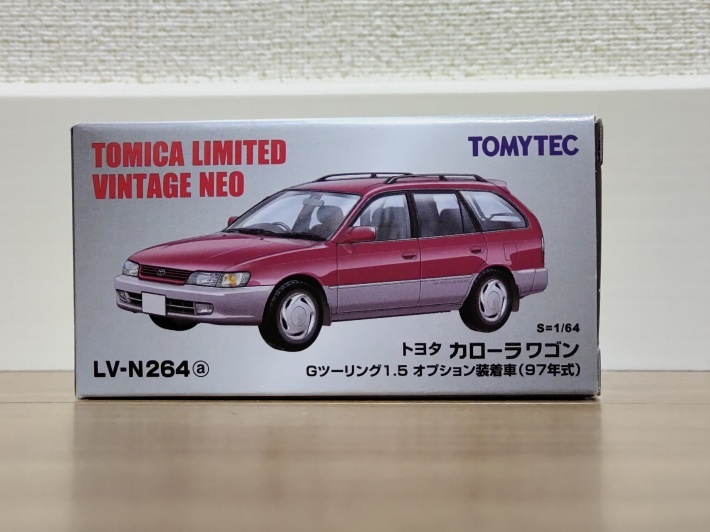 TOMICA LIMITED
VINTAGE NEO
TOMYTEC
S=1/64
トヨタ カローラワゴン
LV-N264ⓐ
Gツーリング1.5 オプション装着車(97年式)